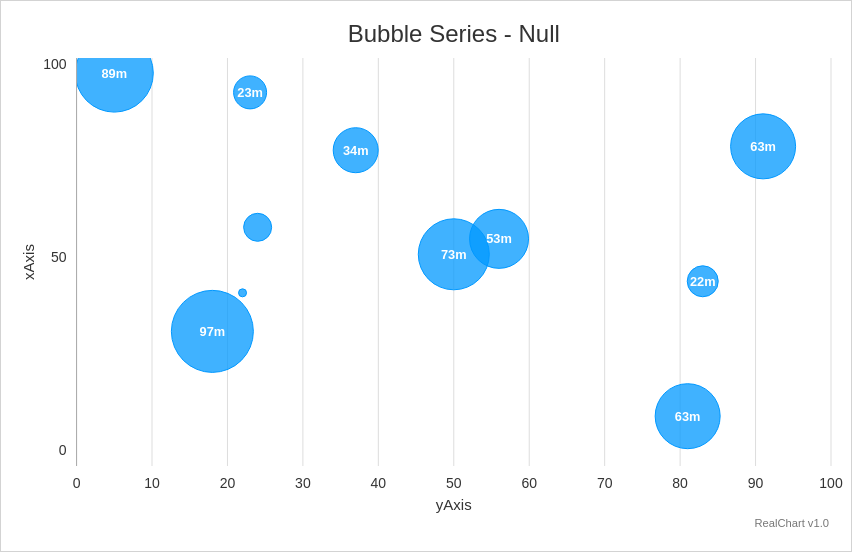 Bubble Series - Null
100
89m
23m
34m
63m
xAxis
50
73m
53m
22m
97m
63m
0
0 10 20 30 40 50 60 70 80 90 100
yAxis
RealChart v1.0